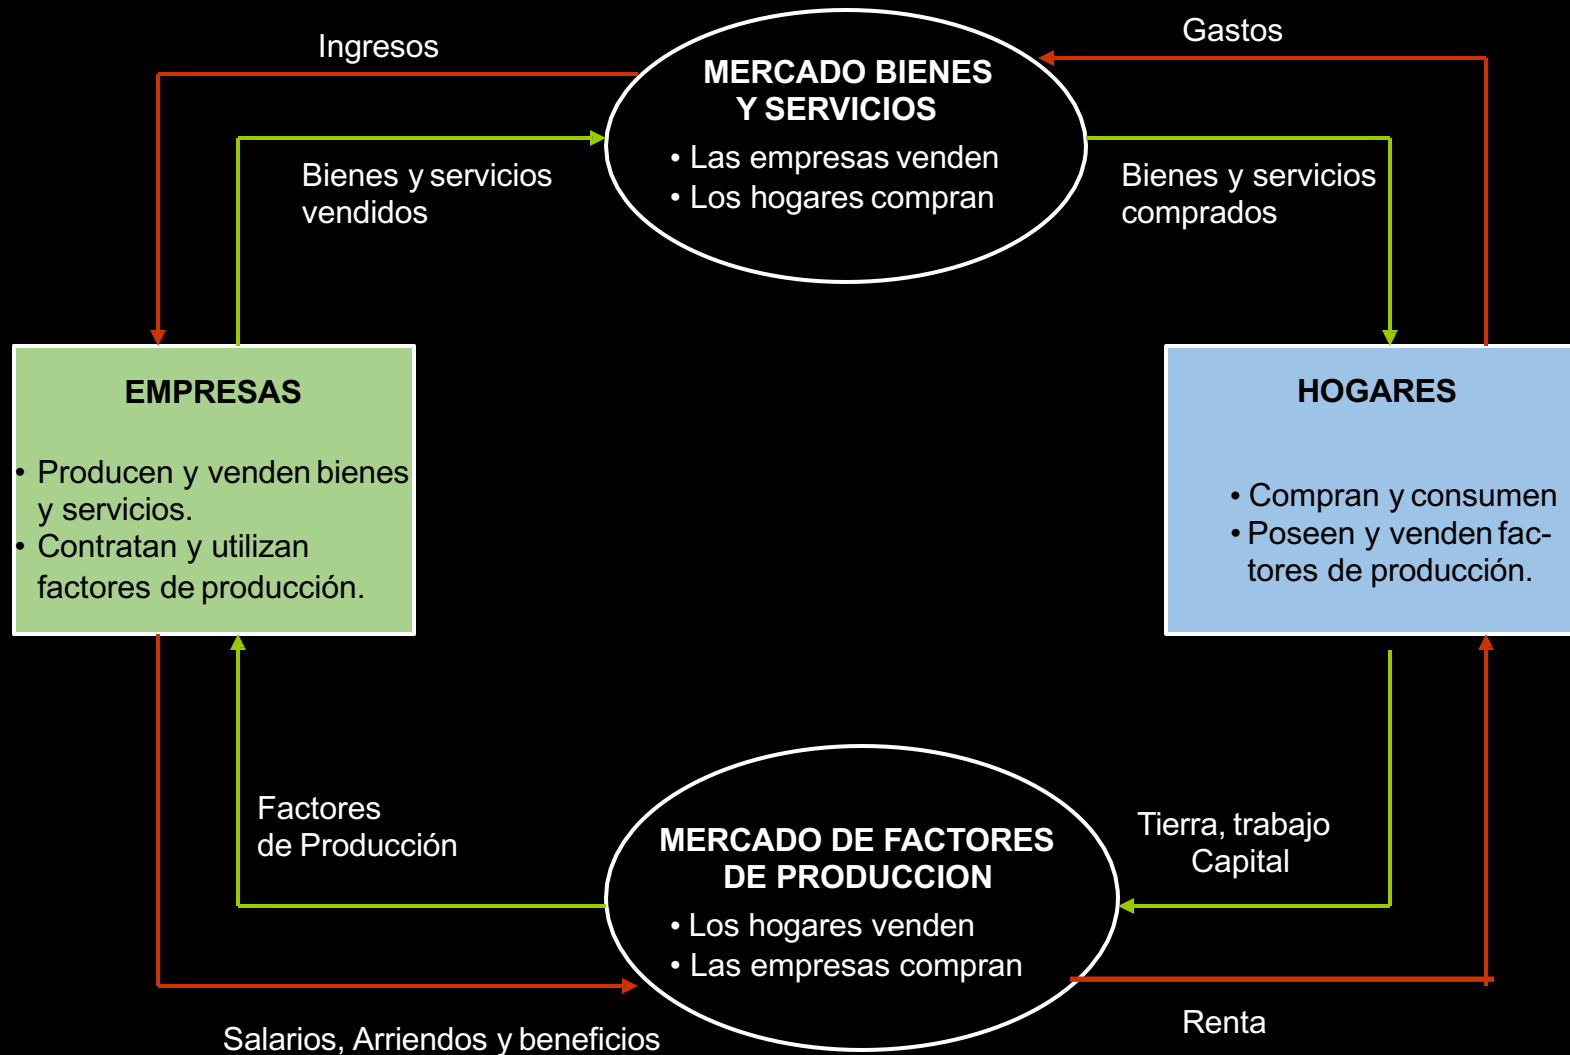 Ingresos
Gastos
MERCADO BIENES
Y SERVICIOS
• Las empresas venden
• Los hogares compran
Bienes y servicios
vendidos
Bienes y servicios
comprados
EMPRESAS
• Producen y venden bienes
y servicios.
• Contratan y utilizan
factores de producción.
HOGARES
• Compran y consumen
• Poseen y venden fac-
tores de producción.
Factores
de Producción
MERCADO DE FACTORES
DE PRODUCCION
• Los hogares venden
• Las empresas compran
Tierra, trabajo
Capital
Salarios, Arriendos y beneficios
Renta